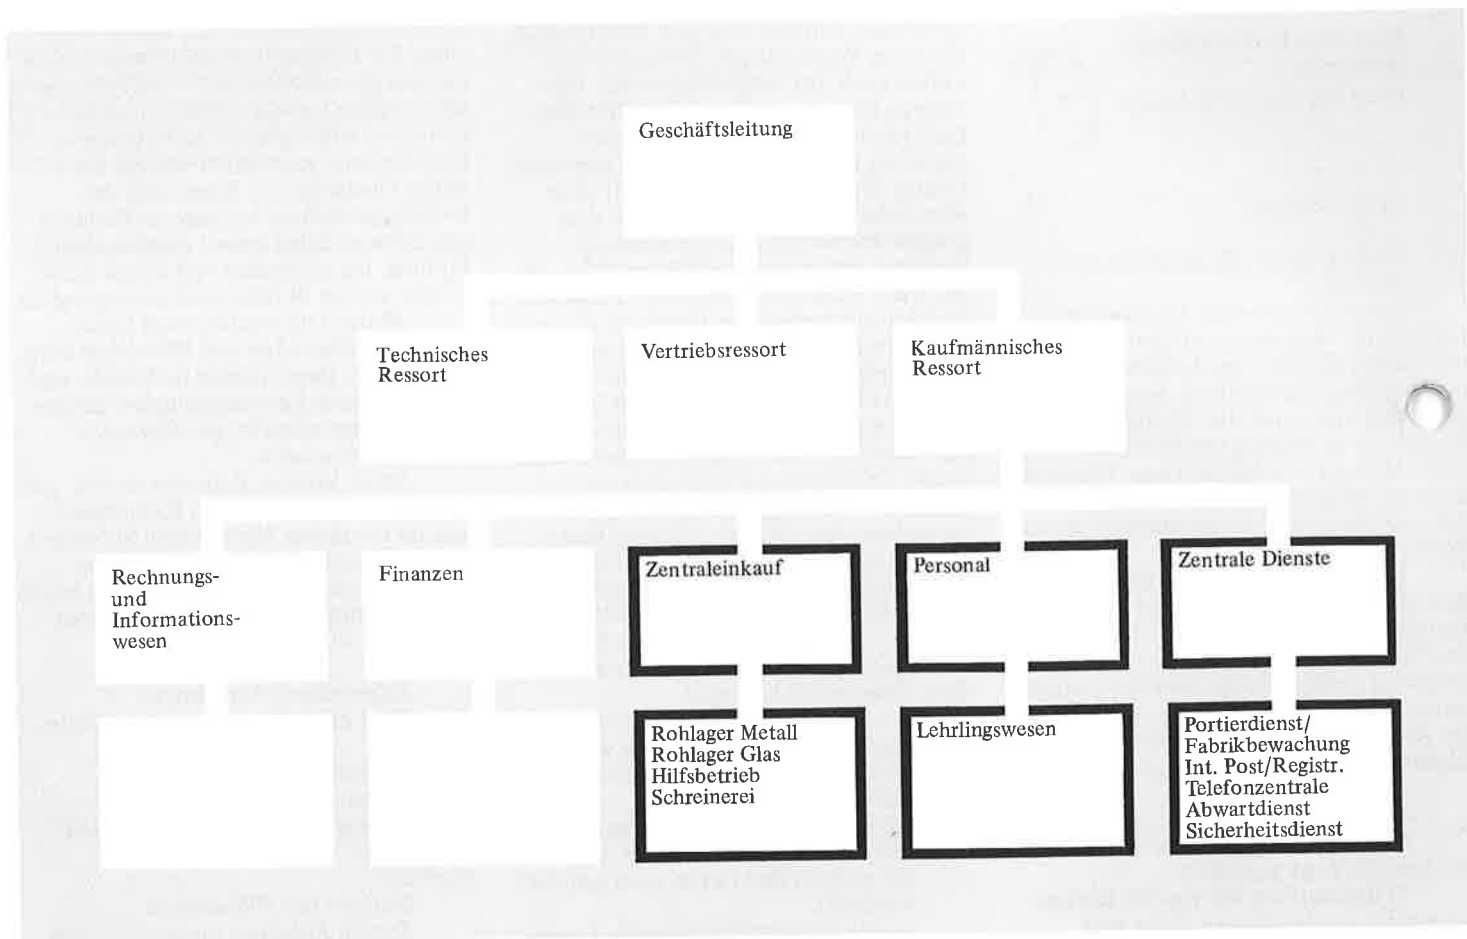 Geschäftsleitung
Technisches
Ressort
Vertriebsressort
Kaufmännisches
Ressort
Rechnungs-
und
Informations-
wesen
Finanzen
Zentraleinkauf
Personal
Zentrale Dienste
Rohlager Metall
Rohlager Glas
Hilfsbetrieb
Schreinerei
Lehrlingswesen
Portierdienst/
Fabrikbewachung
Int. Post/Registr.
Telefonzentrale
Abwartdienst
Sicherheitsdienst